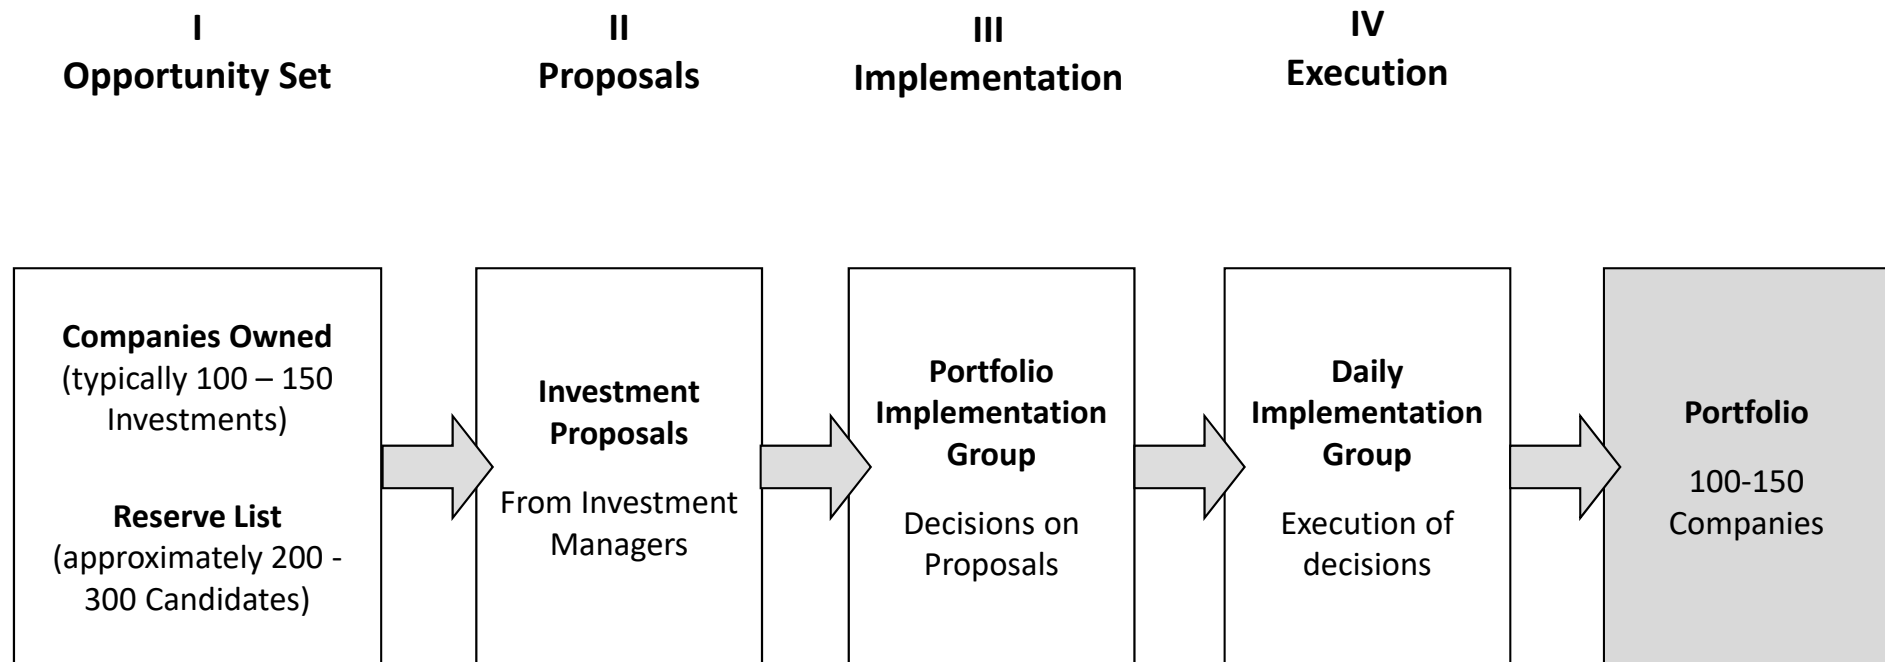 I
Opportunity Set
II
Proposals
III
Implementation
IV
Execution
Companies Owned
(typically 100 – 150
Investments)
Reserve List
(approximately 200 -
300 Candidates)
Investment
Proposals
From Investment
Managers
Portfolio
Implementation
Group
Decisions on
Proposals
Daily
Implementation
Group
Execution of
decisions
Portfolio
100-150
Companies